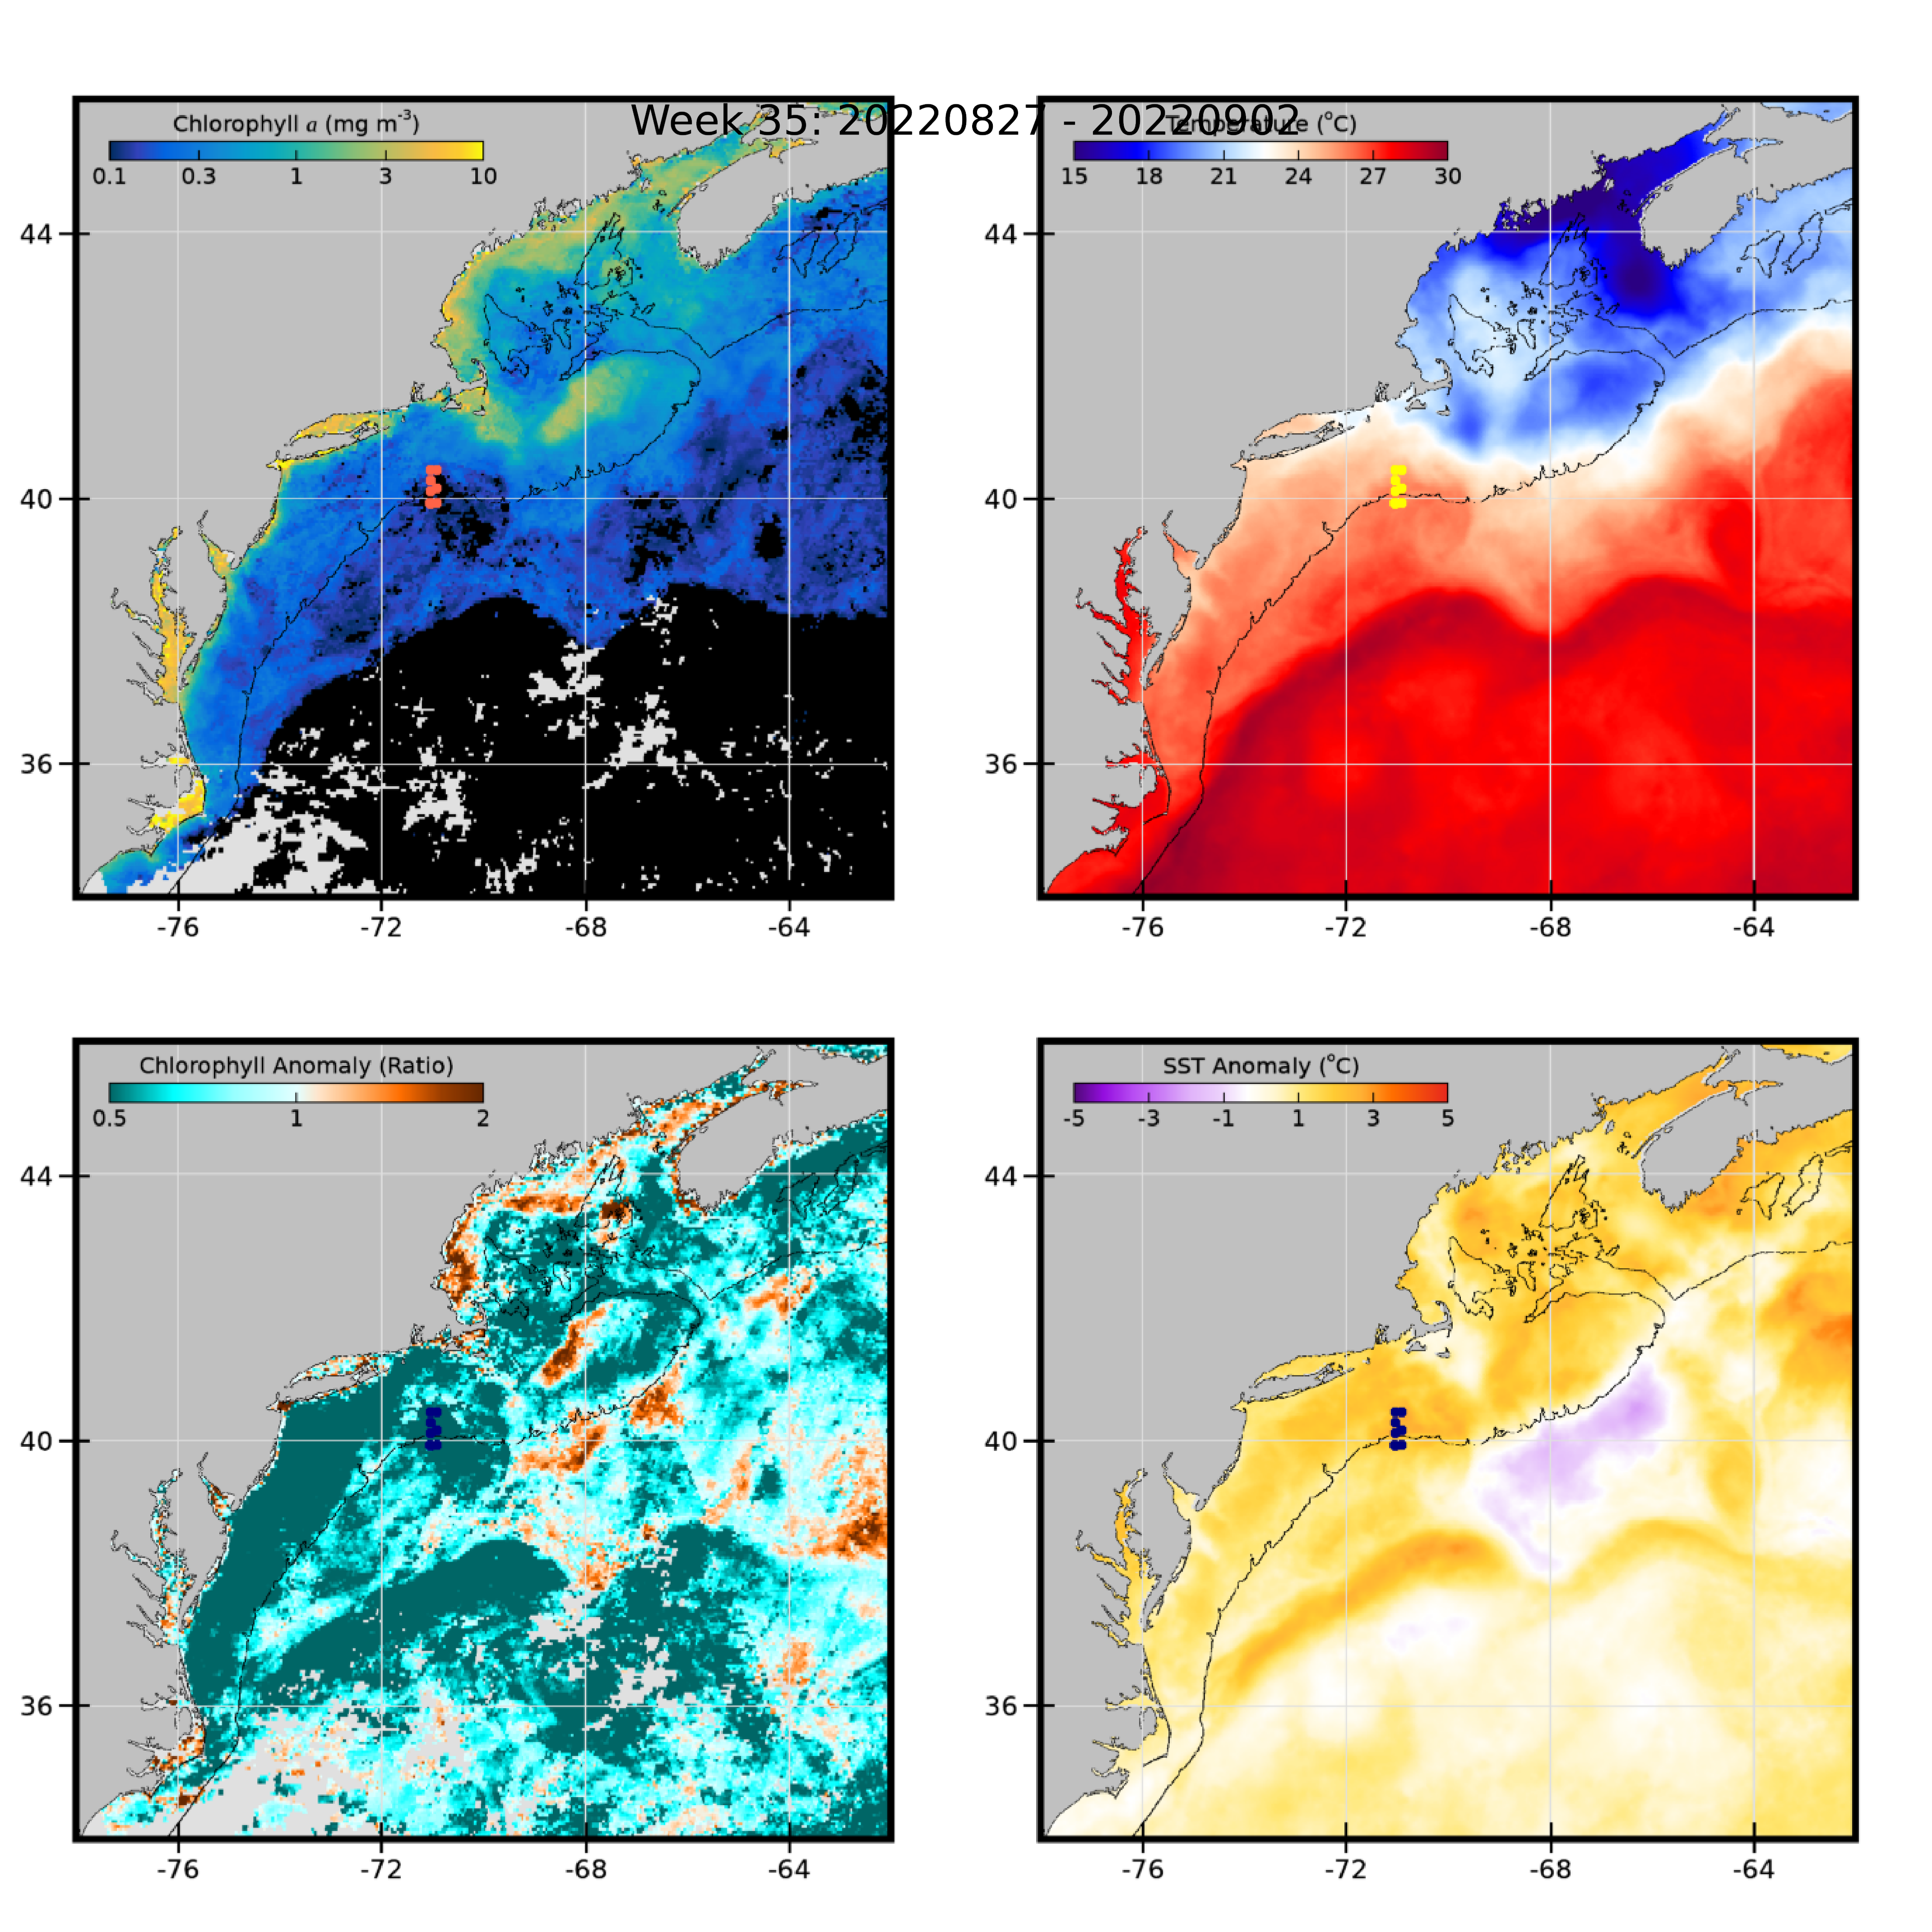 Week 35: 20220827 - 20220902
Chlorophyll a (mg m-3)
0.1 0.3 1 3 10
44
40
36
-76 -72 -68 -64
Temperature (oC)
15 18 21 24 27 30
44
40
36
-76 -72 -68 -64
Chlorophyll Anomaly (Ratio)
0.5 1 2
44
40
36
-76 -72 -68 -64
SST Anomaly (oC)
-5 -3 -1 1 3 5
44
40
36
-76 -72 -68 -64